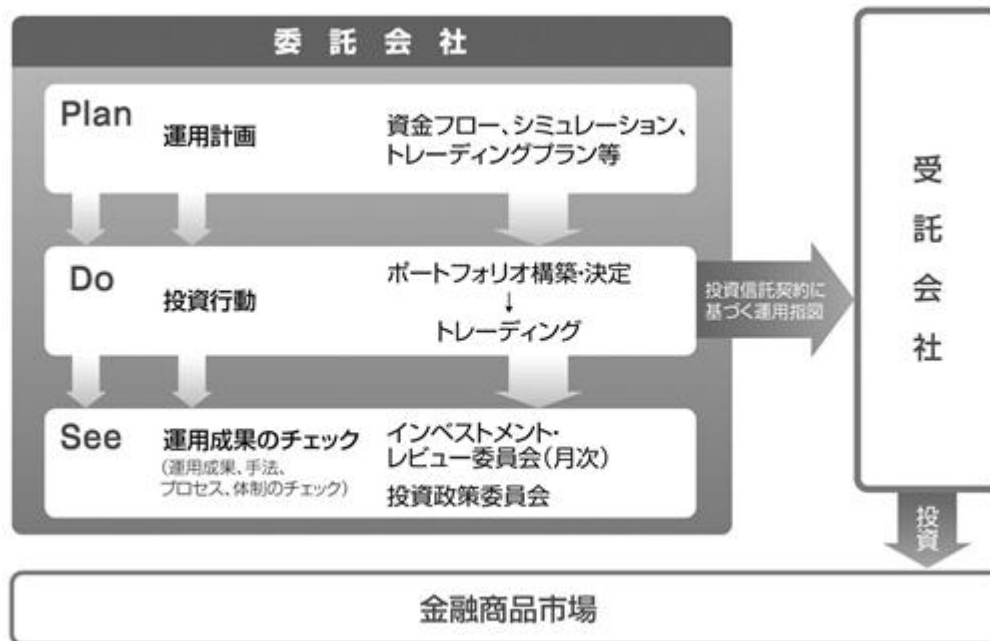 委託会社
Plan
運用計画
資金フロー、シミュレーション、
トレーディングプラン等
Do
投資行動
ポートフォリオ構築・決定
↓
トレーディング
投資信託契約に
基づく運用指図
See
運用成果のチェック
(運用成果、手法、
プロセス、体制のチェック)
インベストメント・
レビュー委員会(月次)
投資政策委員会
受託会社
投資
金融商品市場